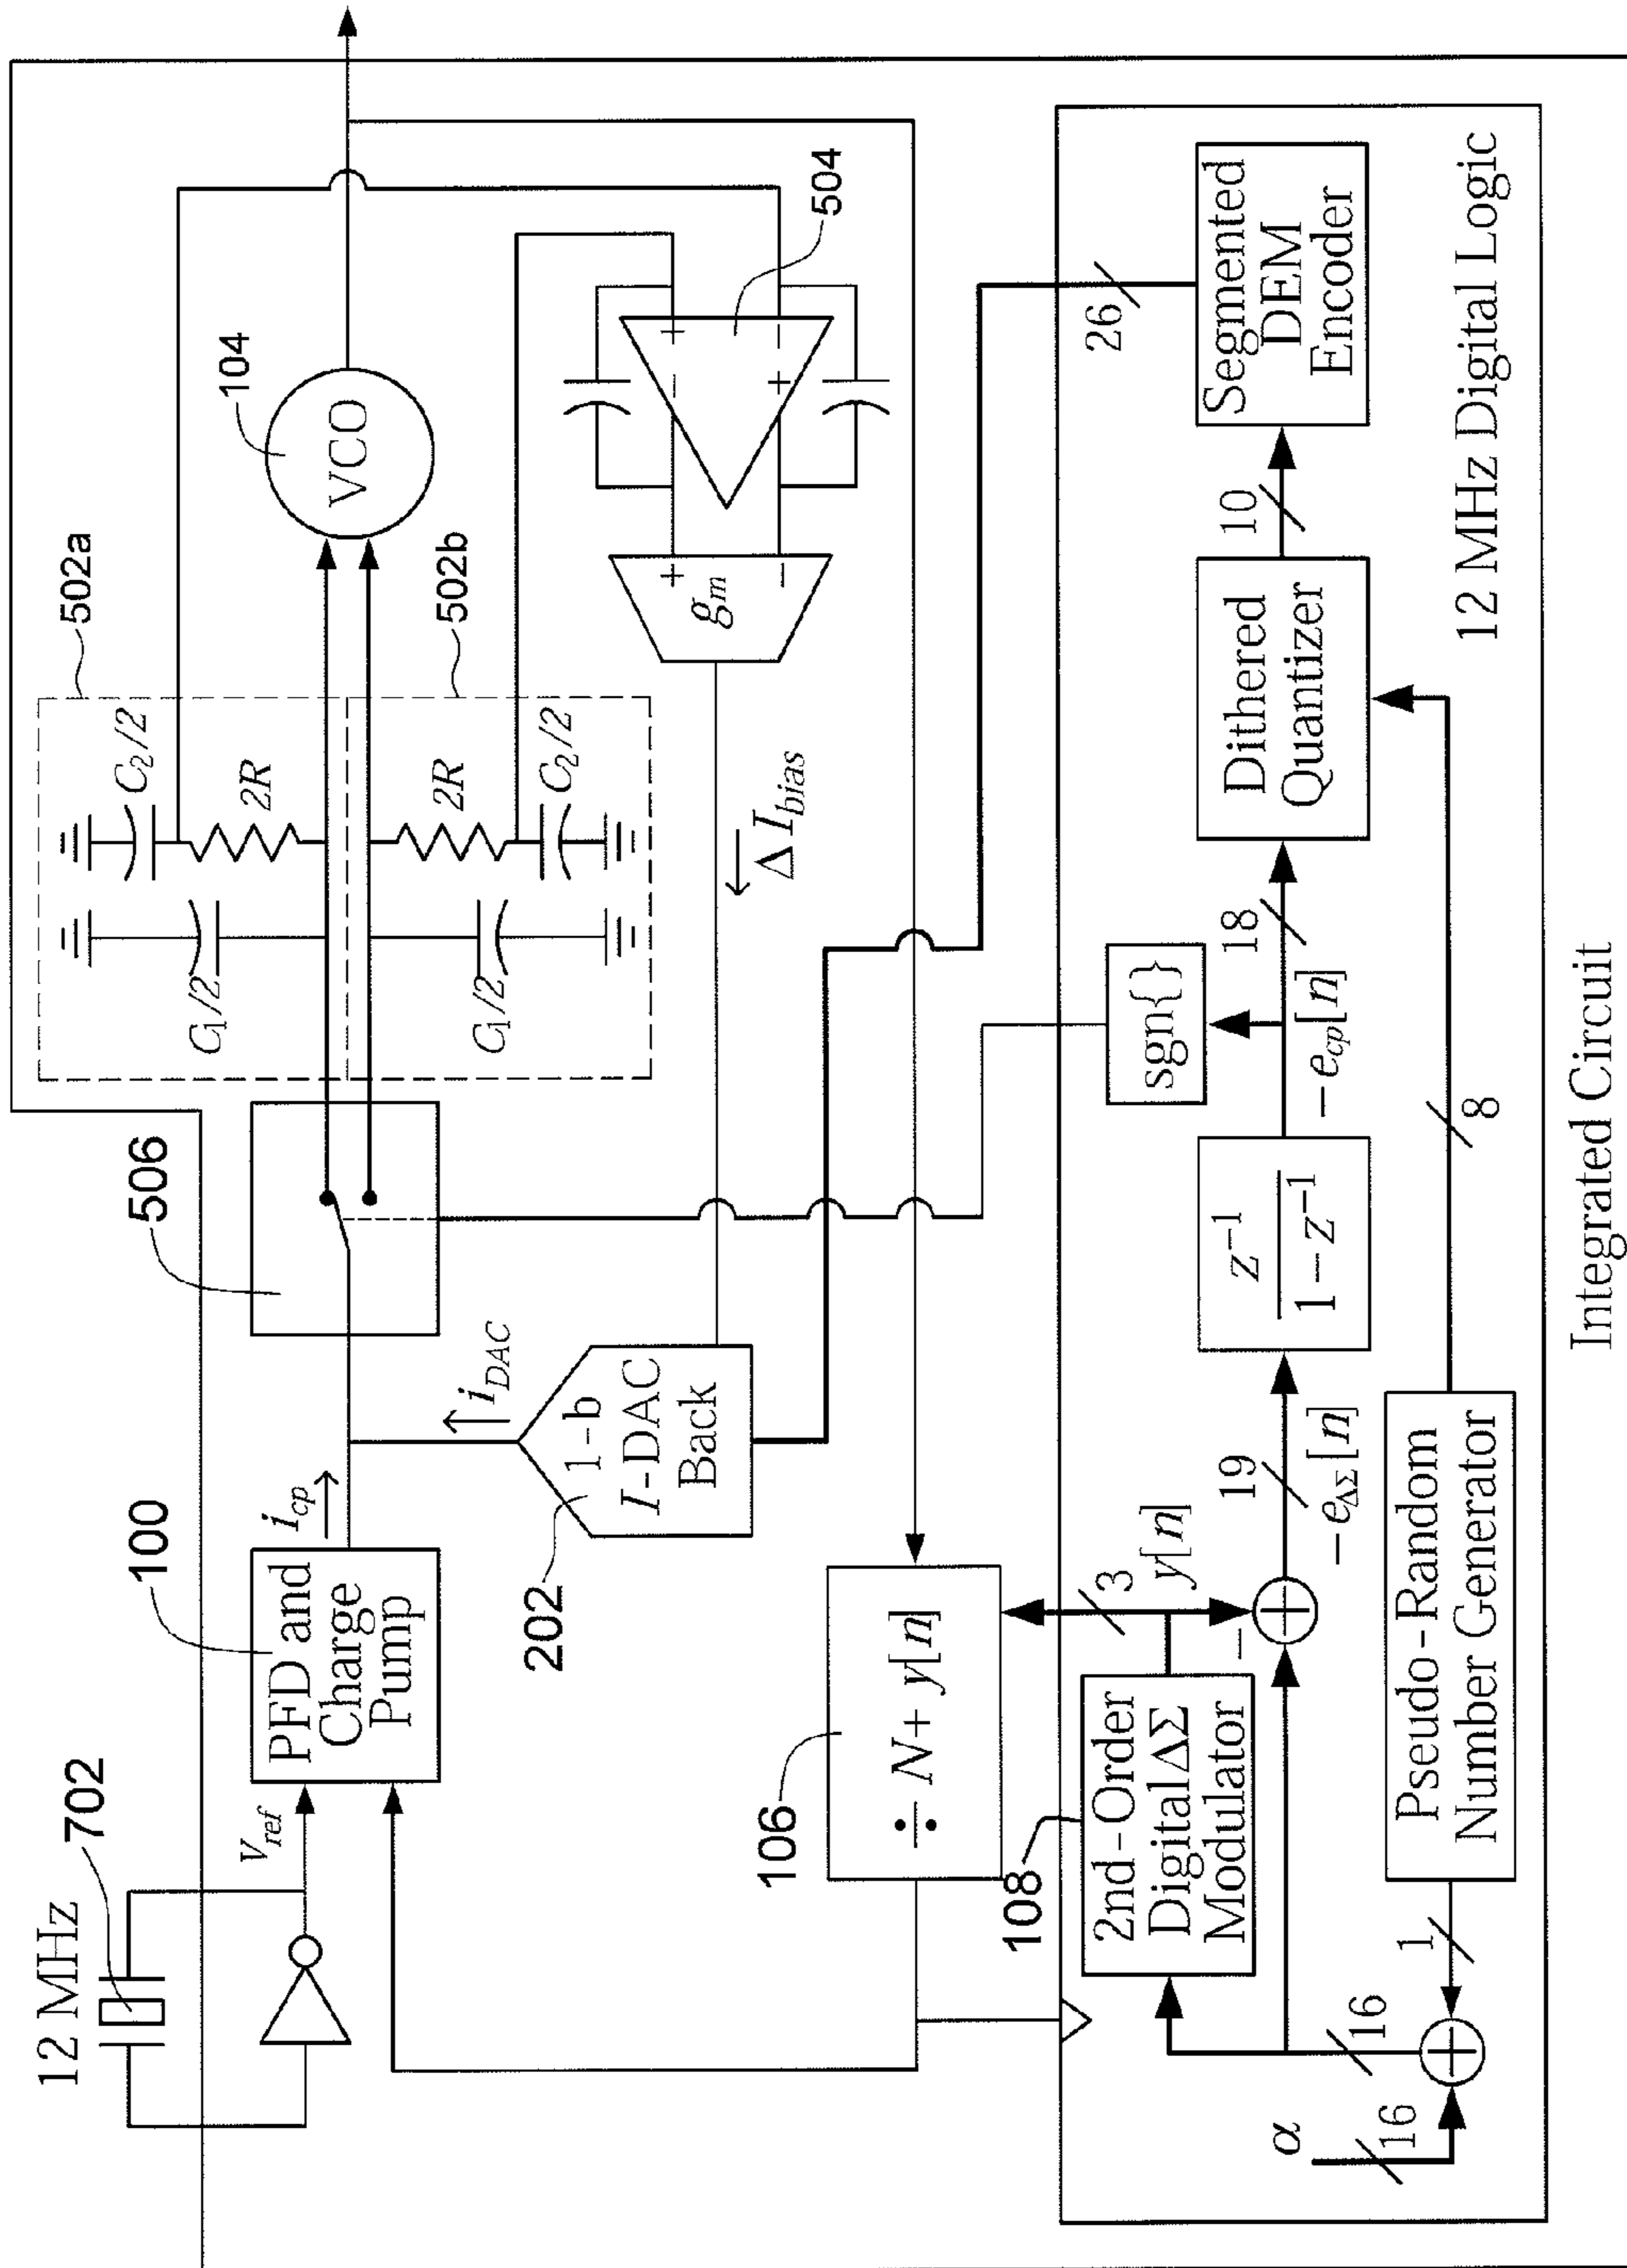 12 MHz
702
V_ref
100
PFD and
Charge
Pump
i_cp
506
502a
C_1/2
C_2/2
2R
2R
C_1/2
C_2/2
502b
104
VCO
202
1-b
I-DAC
Back
i_DAC
ΔI_bias
g_m
+
−
+
−
−
+
504
106
÷ N + y[n]
3
y[n]
26
108
2nd-Order
Digital ΔΣ
Modulator
−
+
19
−e_ΔΣ[n]
z^−1
1−z^−1
−e_cp[n]
sgn{}
18
Dithered
Quantizer
10
Segmented
DEM
Encoder
α
16
+
16
1
Pseudo-Random
Number Generator
8
12 MHz Digital Logic
Integrated Circuit